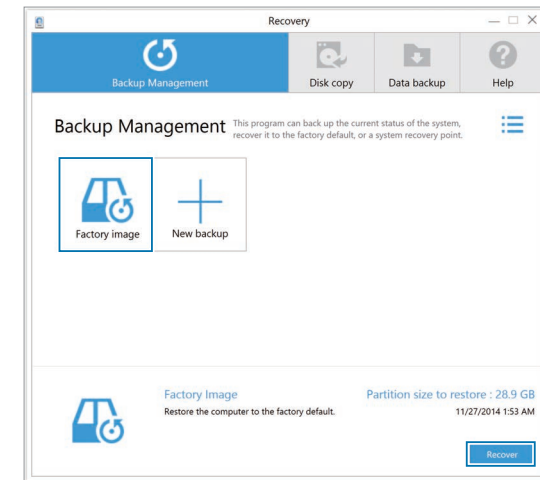 Recovery
Backup Management
Disk copy
Data backup
Help
Backup Management
This program can back up the current status of the system,
recover it to the factory default, or a system recovery point.
Factory image
New backup
Factory Image
Partition size to restore : 28.9 GB
Restore the computer to the factory default.
11/27/2014 1:53 AM
Recover